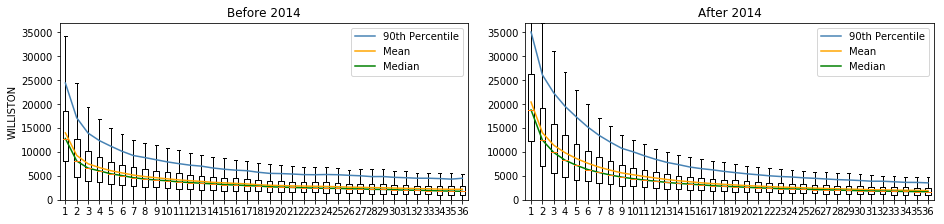 Before 2014
35000
30000
25000
20000
15000
10000
5000
0
WILLISTON
90th Percentile
Mean
Median
1 2 3 4 5 6 7 8 9 10 11 12 13 14 15 16 17 18 19 20 21 22 23 24 25 26 27 28 29 30 31 32 33 34 35 36
After 2014
35000
30000
25000
20000
15000
10000
5000
0
90th Percentile
Mean
Median
1 2 3 4 5 6 7 8 9 10 11 12 13 14 15 16 17 18 19 20 21 22 23 24 25 26 27 28 29 30 31 32 33 34 35 36